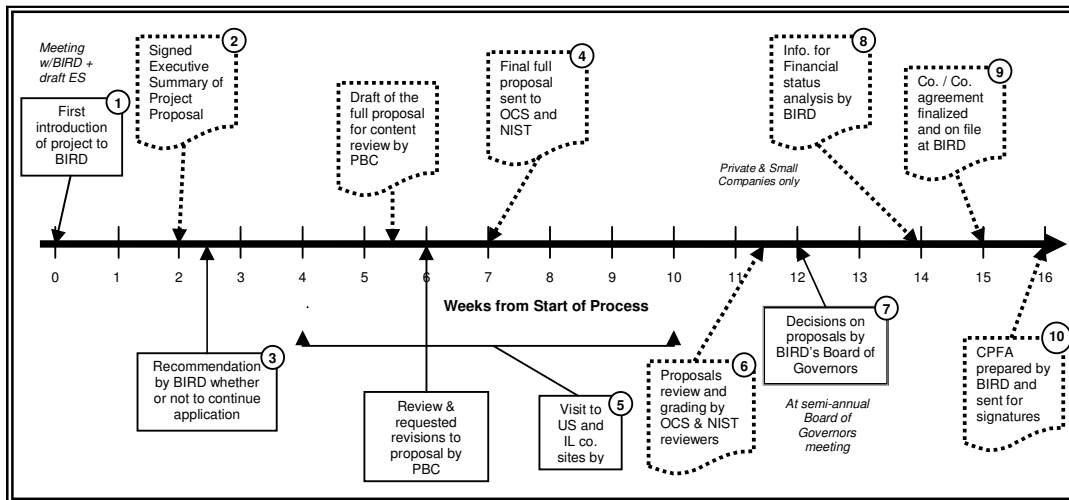 Meeting
w/BIRD +
draft ES
1
First
introduction
of project to
BIRD
2
Signed
Executive
Summary of
Project
Proposal
Draft of the
full proposal
for content
review by
PBC
4
Final full
proposal
sent to
OCS and
NIST
Private & Small
Companies only
8
Info. for
Financial
status
analysis by
BIRD
9
Co. / Co.
agreement
finalized
and on file
at BIRD
0 1 2 3 4 5 6 7 8 9 10 11 12 13 14 15 16
Weeks from Start of Process
3
Recommendation
by BIRD whether
or not to continue
application
Review &
requested
revisions to
proposal by
PBC
5
Visit to
US and
IL co.
sites by
6
Proposals
review and
grading by
OCS & NIST
reviewers
7
Decisions on
proposals by
BIRD's Board of
Governors
At semi-annual
Board of
Governors
meeting
10
CPFA
prepared by
BIRD and
sent for
signatures